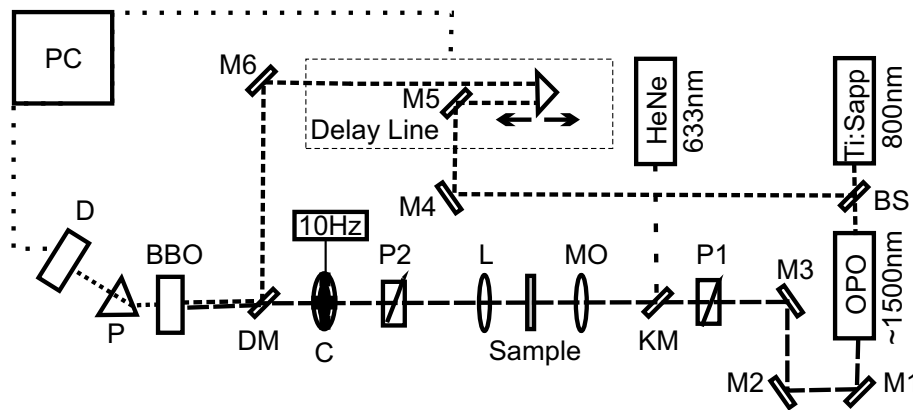 PC
M6
M5
Delay Line
HeNe
633nm
Ti:Sapp
800nm
M4
BS
D
BBO
10Hz
P2
L
MO
P1
M3
OPO
~1500nm
P
DM
C
Sample
KM
M2
M1